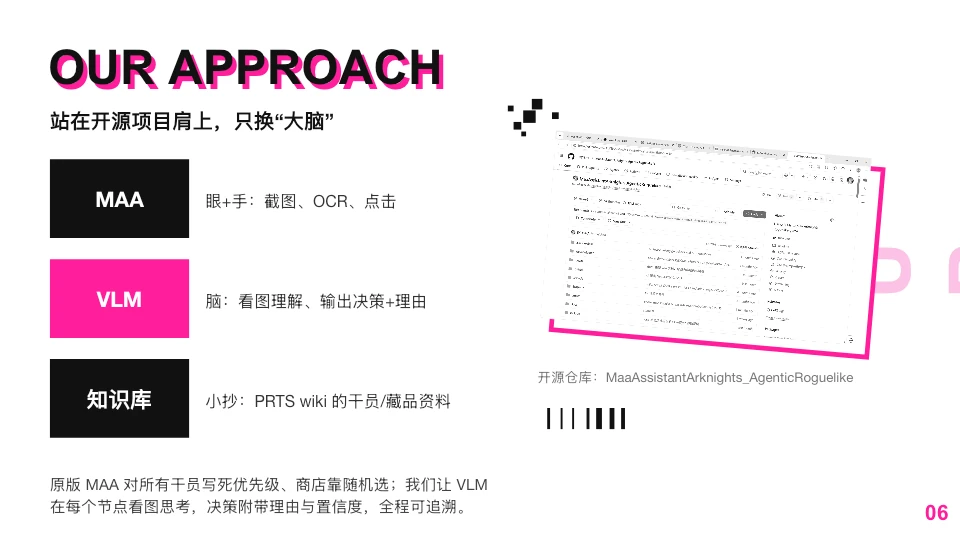 OUR APPROACH
站在开源项目肩上，只换“大脑”
MAA
眼+手：截图、OCR、点击
VLM
脑：看图理解、输出决策+理由
知识库
小抄：PRTS wiki 的干员/藏品资料
开源仓库：MaaAssistantArknights_AgenticRoguelike
原版 MAA 对所有干员写死优先级、商店靠随机选；我们让 VLM
在每个节点看图思考，决策附带理由与置信度，全程可追溯。
06